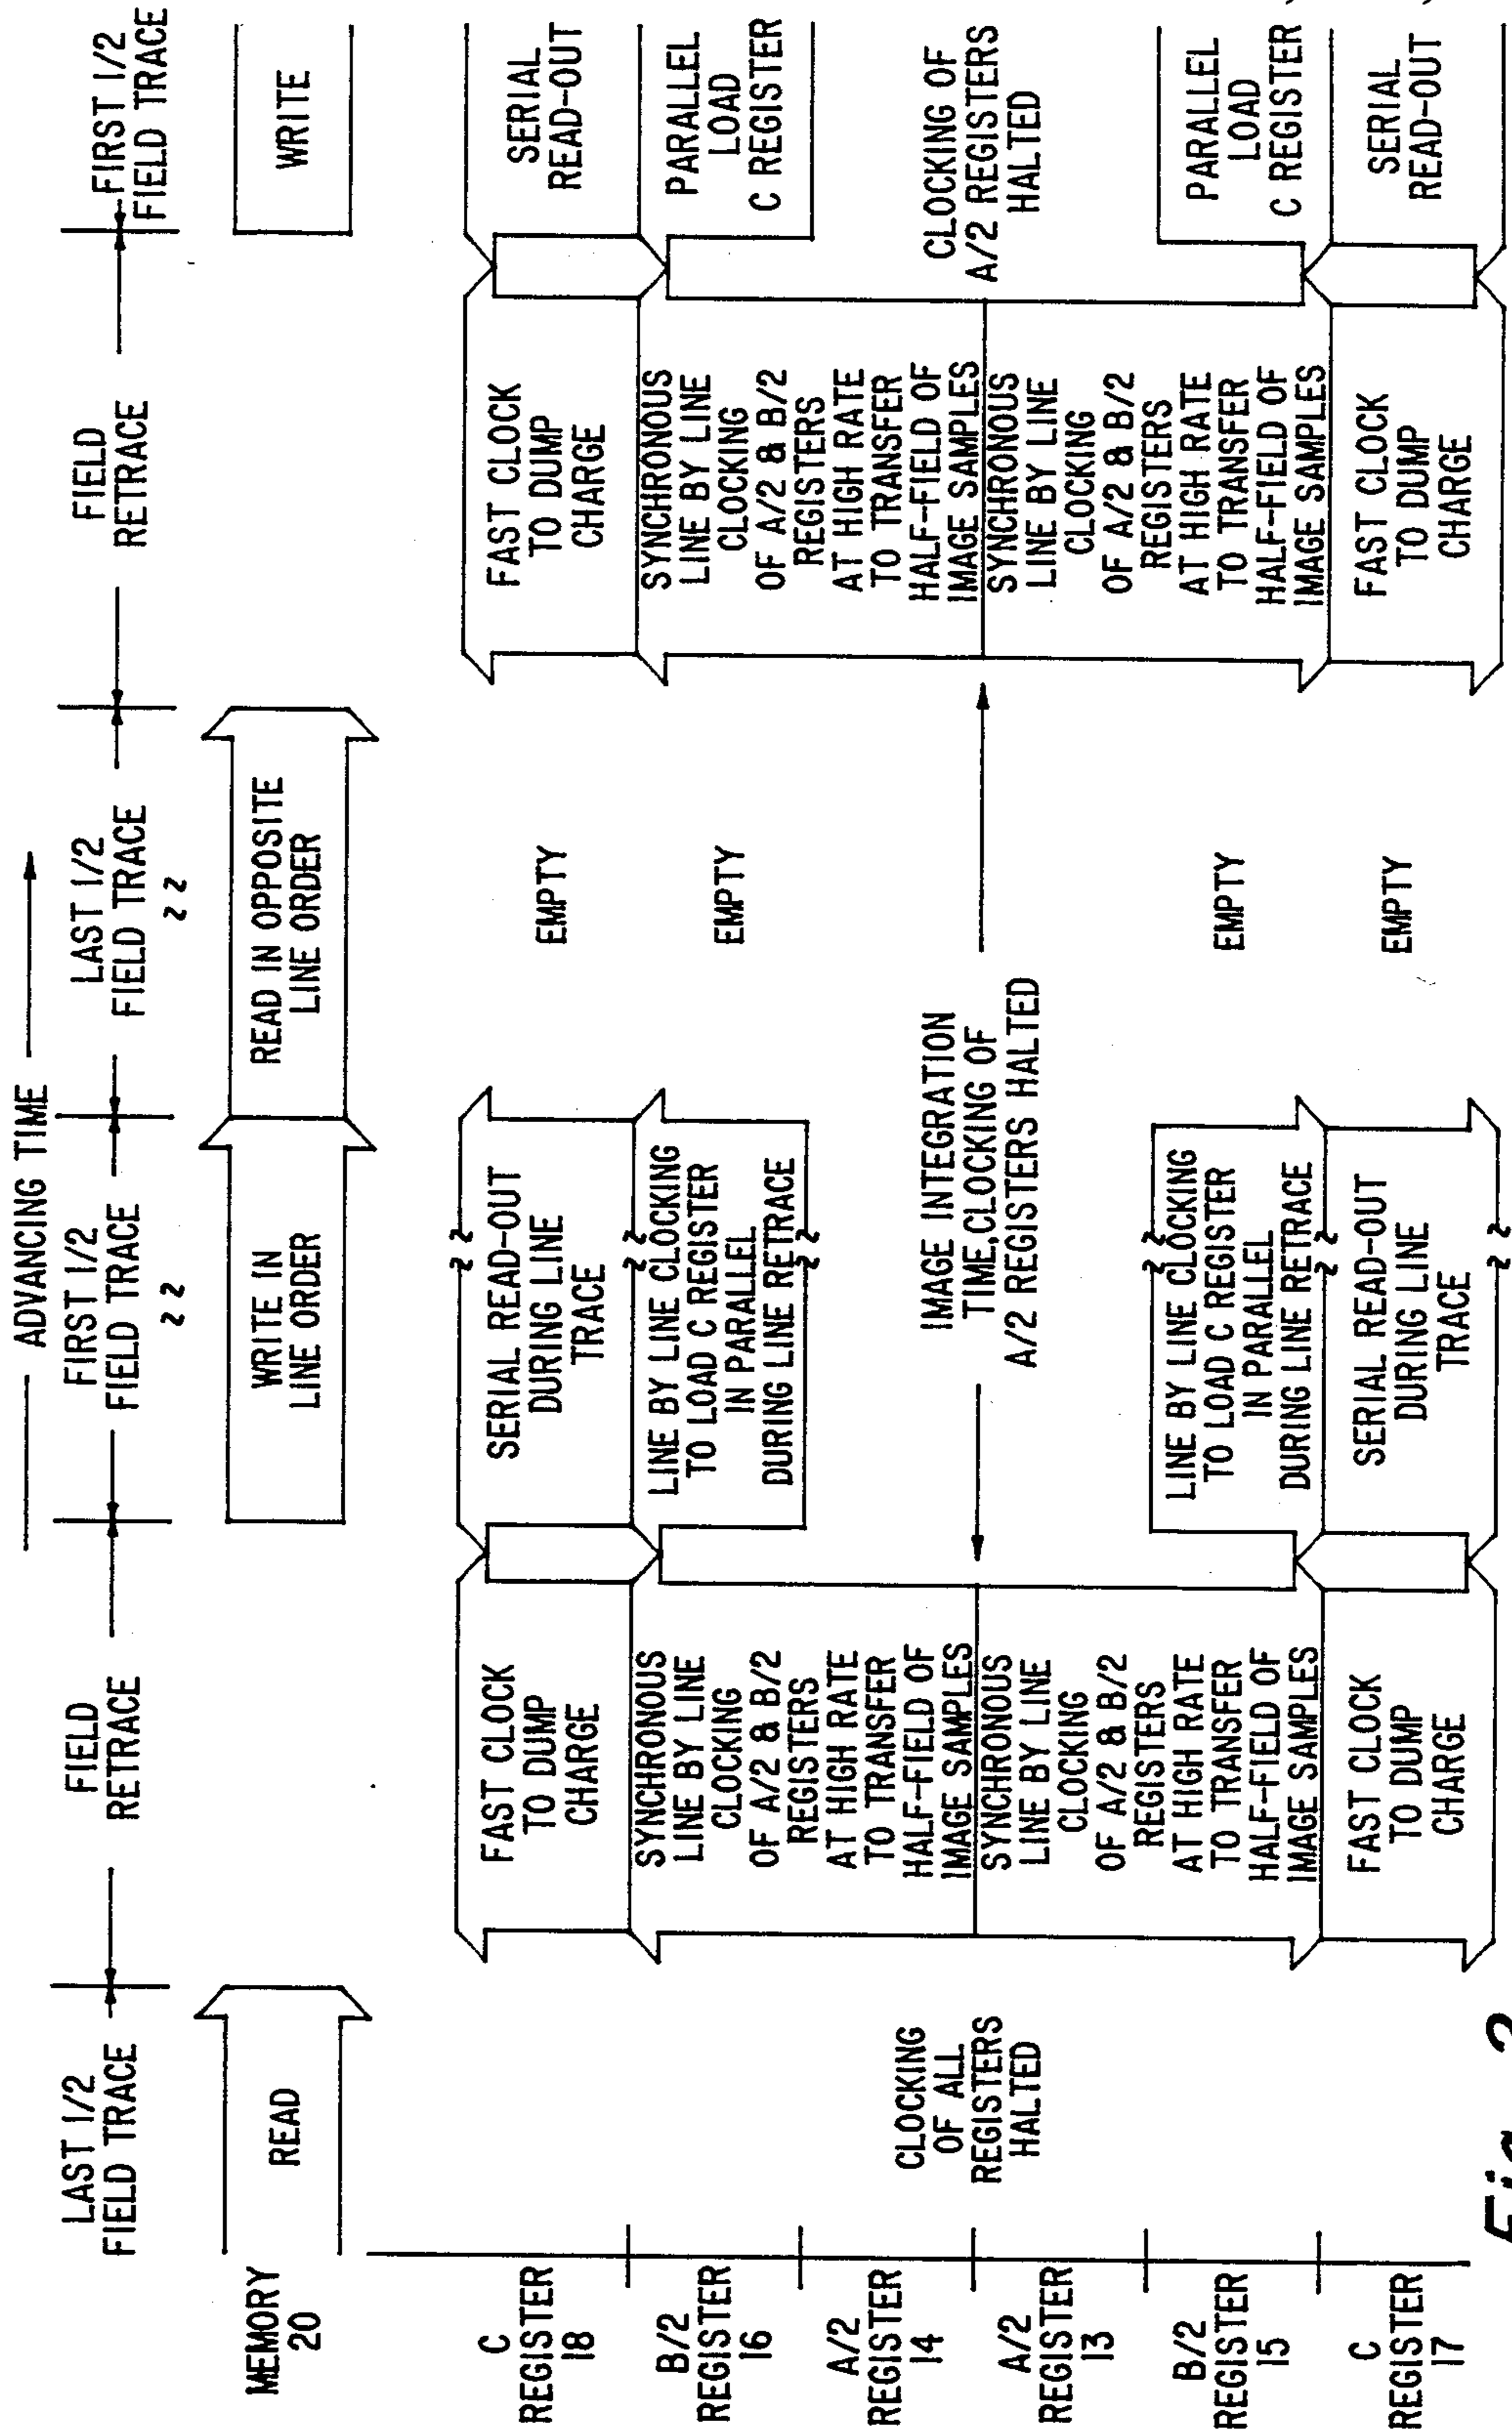 ADVANCING TIME
LAST 1/2
FIELD TRACE
FIELD
RETRACE
FIRST 1/2
FIELD TRACE
LAST 1/2
FIELD TRACE
FIELD
RETRACE
FIRST 1/2
FIELD TRACE
MEMORY
20
READ
WRITE IN
LINE ORDER
READ IN OPPOSITE
LINE ORDER
WRITE
C
REGISTER
18
FAST CLOCK
TO DUMP
CHARGE
SERIAL READ-OUT
DURING LINE
TRACE
EMPTY
FAST CLOCK
TO DUMP
CHARGE
SERIAL
READ-OUT
B/2
REGISTER
16
SYNCHRONOUS
LINE BY LINE
CLOCKING
OF A/2 & B/2
REGISTERS
AT HIGH RATE
TO TRANSFER
HALF-FIELD OF
IMAGE SAMPLES
LINE BY LINE CLOCKING
TO LOAD C REGISTER
IN PARALLEL
DURING LINE RETRACE
EMPTY
SYNCHRONOUS
LINE BY LINE
CLOCKING
OF A/2 & B/2
REGISTERS
AT HIGH RATE
TO TRANSFER
HALF-FIELD OF
IMAGE SAMPLES
PARALLEL
LOAD
C REGISTER
A/2
REGISTER
14
CLOCKING
OF ALL
REGISTERS
HALTED
IMAGE INTEGRATION
TIME, CLOCKING OF
A/2 REGISTERS HALTED
CLOCKING OF
A/2 REGISTERS
HALTED
A/2
REGISTER
13
SYNCHRONOUS
LINE BY LINE
CLOCKING
OF A/2 & B/2
REGISTERS
AT HIGH RATE
TO TRANSFER
HALF-FIELD OF
IMAGE SAMPLES
SYNCHRONOUS
LINE BY LINE
CLOCKING
OF A/2 & B/2
REGISTERS
AT HIGH RATE
TO TRANSFER
HALF-FIELD OF
IMAGE SAMPLES
B/2
REGISTER
15
LINE BY LINE CLOCKING
TO LOAD C REGISTER
IN PARALLEL
DURING LINE RETRACE
EMPTY
PARALLEL
LOAD
C REGISTER
C
REGISTER
17
FAST CLOCK
TO DUMP
CHARGE
SERIAL READ-OUT
DURING LINE
TRACE
EMPTY
FAST CLOCK
TO DUMP
CHARGE
SERIAL
READ-OUT